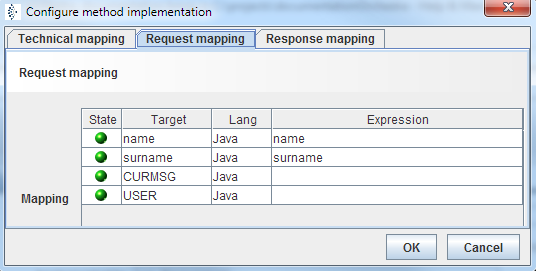 Configure method implementation
Technical mapping Request mapping Response mapping
Request mapping
State Target Lang Expression
name Java name
surname Java surname
CURMSG Java
USER Java
Mapping
OK Cancel